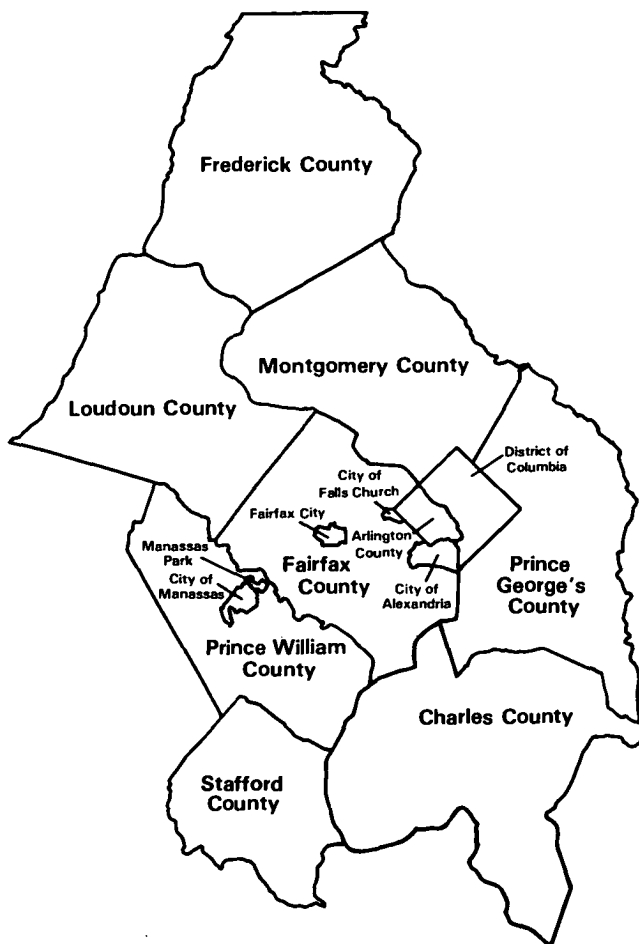 Frederick County
Montgomery County
Loudoun County
District of
Columbia
City of
Falls Church
Fairfax City
Arlington
County
Manassas
Park
City of
Manassas
Fairfax
County
City of
Alexandria
Prince
George's
County
Prince William
County
Charles County
Stafford
County